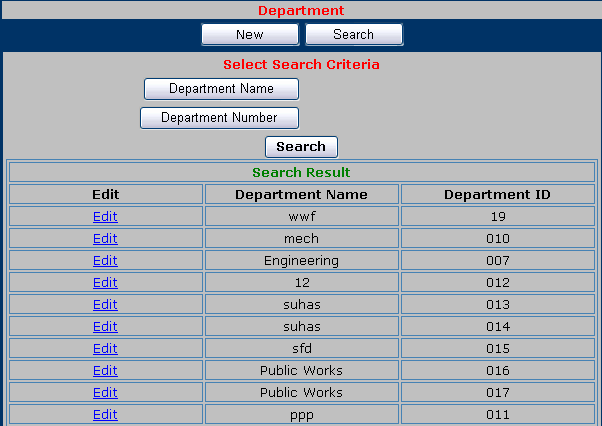 Department
New Search
Select Search Criteria
Department Name
Department Number
Search
Search Result
Edit Department Name Department ID
Edit wwf 19
Edit mech 010
Edit Engineering 007
Edit 12 012
Edit suhas 013
Edit suhas 014
Edit sfd 015
Edit Public Works 016
Edit Public Works 017
Edit ppp 011